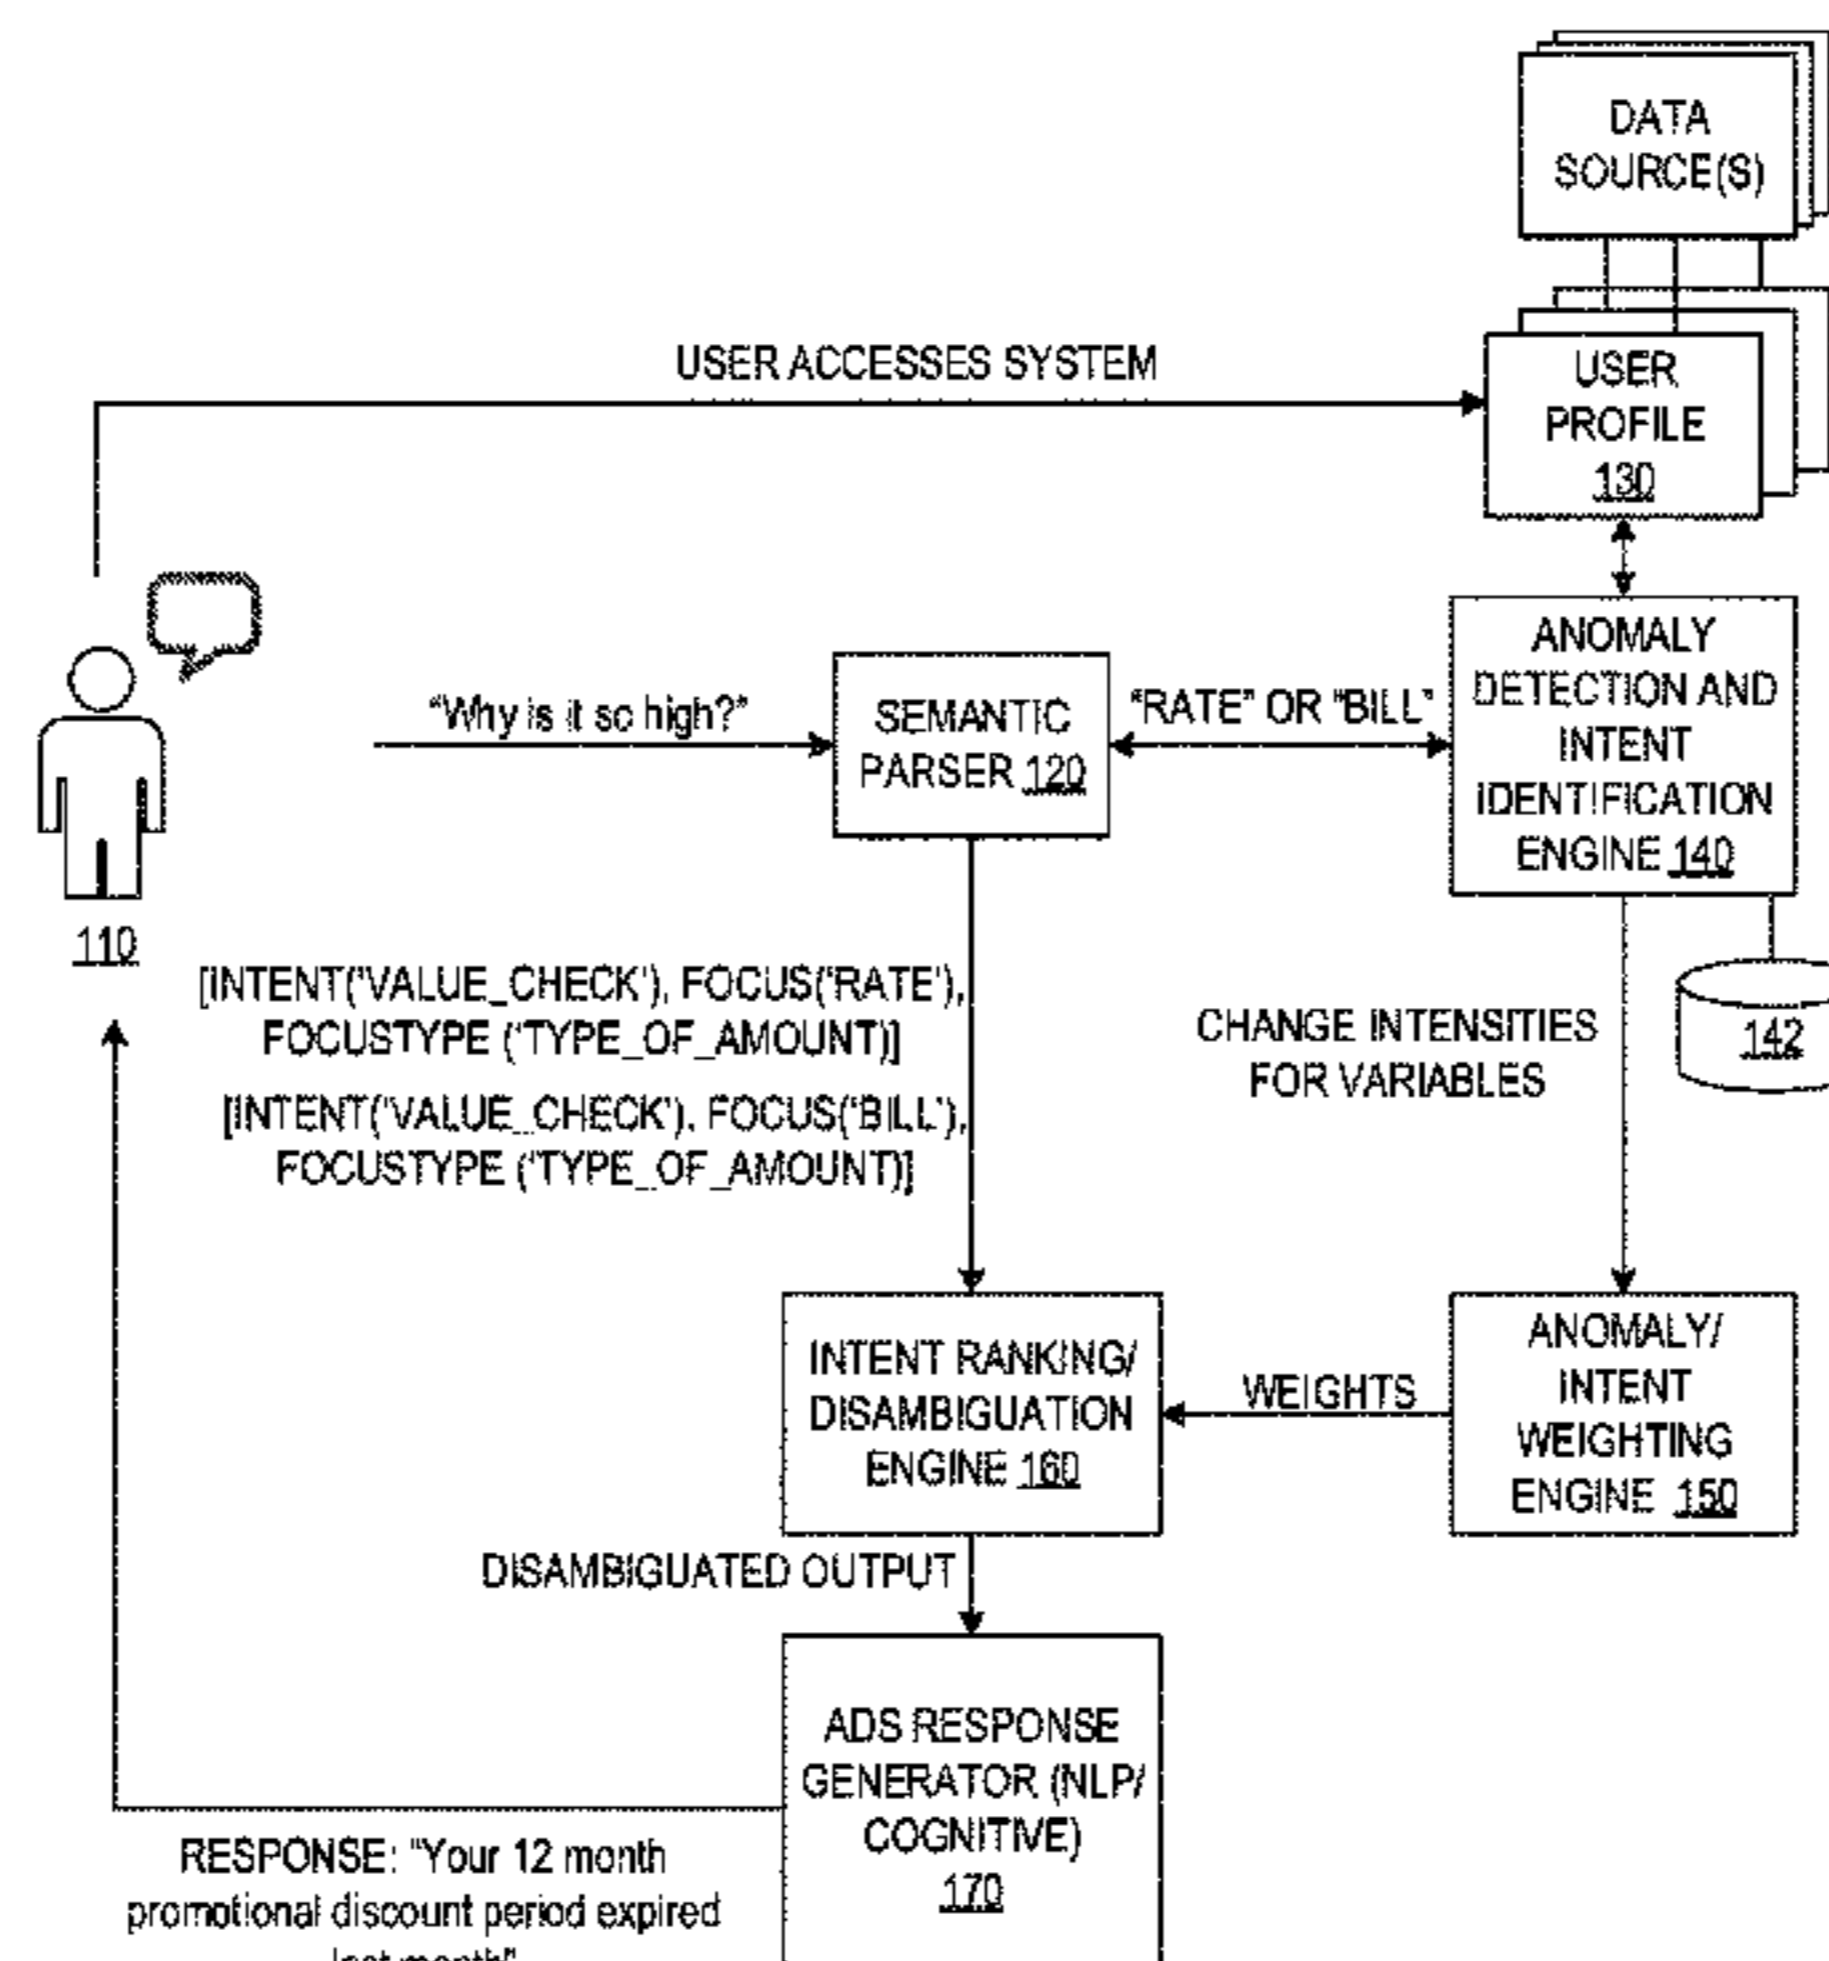 DATA
SOURCE(S)
USER ACCESSES SYSTEM
USER
PROFILE
130
"Why is it so high?"
SEMANTIC
PARSER 120
"RATE" OR "BILL"
ANOMALY
DETECTION AND
INTENT
IDENTIFICATION
ENGINE 140
110
[INTENT('VALUE_CHECK'), FOCUS('RATE'),
FOCUSTYPE ('TYPE_OF_AMOUNT)]
[INTENT('VALUE_CHECK'), FOCUS('BILL'),
FOCUSTYPE ('TYPE_OF_AMOUNT)]
CHANGE INTENSITIES
FOR VARIABLES
142
INTENT RANKING/
DISAMBIGUATION
ENGINE 160
WEIGHTS
ANOMALY/
INTENT
WEIGHTING
ENGINE 150
DISAMBIGUATED OUTPUT
ADS RESPONSE
GENERATOR (NLP/
COGNITIVE)
170
RESPONSE: "Your 12 month
promotional discount period expired
last month"